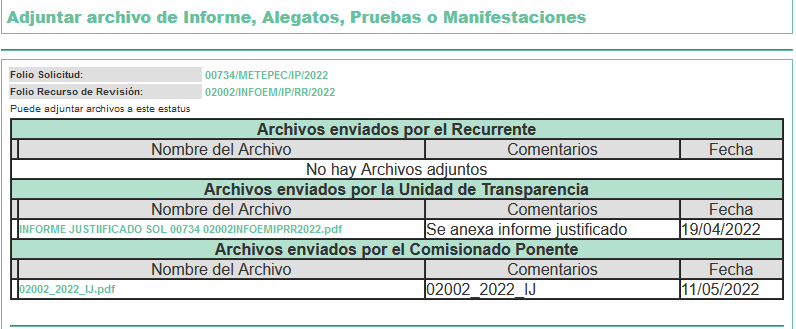 Adjuntar archivo de Informe, Alegatos, Pruebas o Manifestaciones
Folio Solicitud: 00734/METEPEC/IP/2022
Folio Recurso de Revisión: 02002/INFOEM/IP/RR/2022
Puede adjuntar archivos a este estatus
Archivos enviados por el Recurrente
Nombre del Archivo Comentarios Fecha
No hay Archivos adjuntos
Archivos enviados por la Unidad de Transparencia
Nombre del Archivo Comentarios Fecha
INFORME JUSTIIFICADO SOL 00734 02002INFOEMIPRR2022.pdf Se anexa informe justificado 19/04/2022
Archivos enviados por el Comisionado Ponente
Nombre del Archivo Comentarios Fecha
02002_2022_IJ.pdf 02002_2022_IJ 11/05/2022